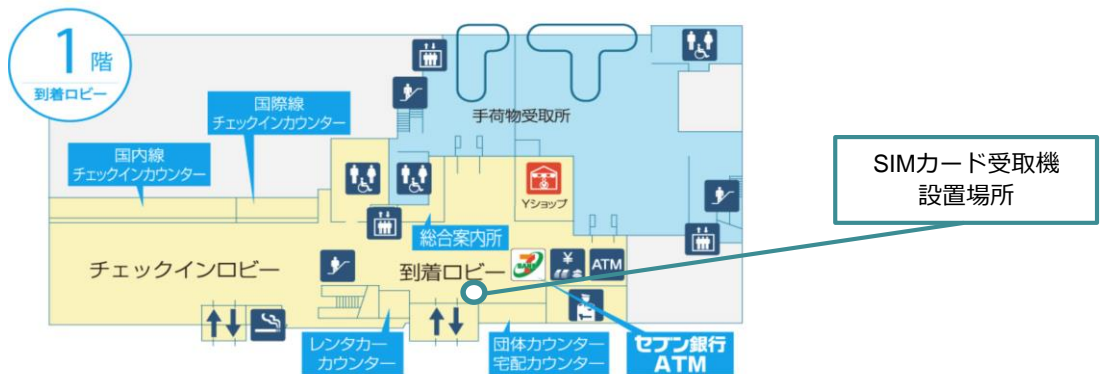 1階
到着ロビー
国際線
チェックインカウンター
国内線
チェックインカウンター
手荷物受取所
SIMカード受取機
設置場所
Yショップ
総合案内所
チェックインロビー
到着ロビー
¥
ATM
レンタカー
カウンター
団体カウンター
宅配カウンター
セブン銀行
ATM